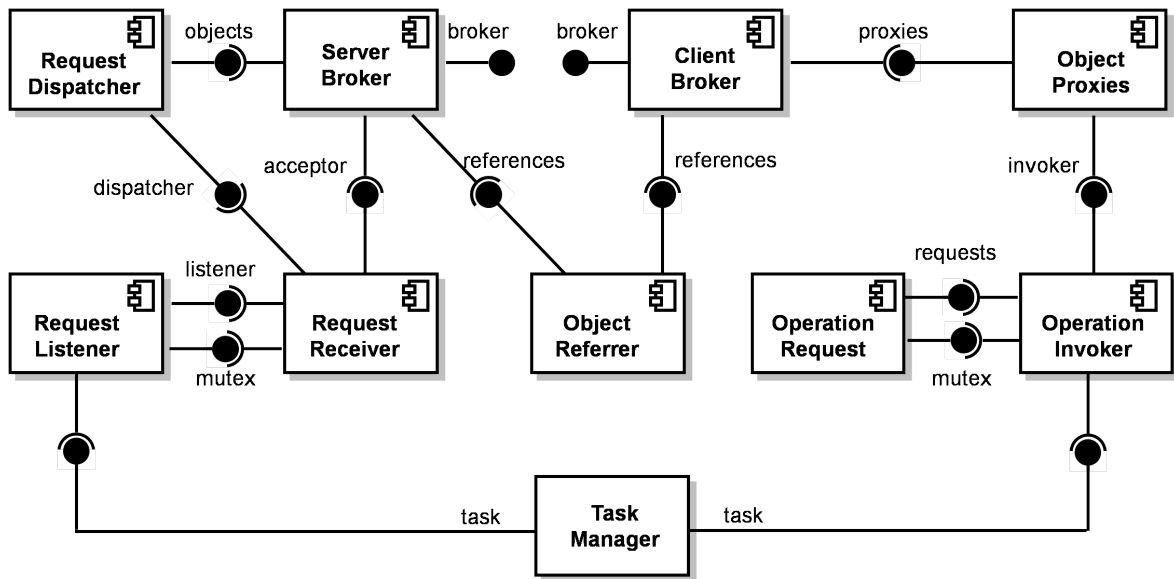 objects
broker
broker
proxies
Request
Dispatcher
Server
Broker
Client
Broker
Object
Proxies
dispatcher
acceptor
references
references
invoker
listener
requests
Request
Listener
Request
Receiver
Object
Referrer
Operation
Request
Operation
Invoker
mutex
mutex
task
Task
Manager
task